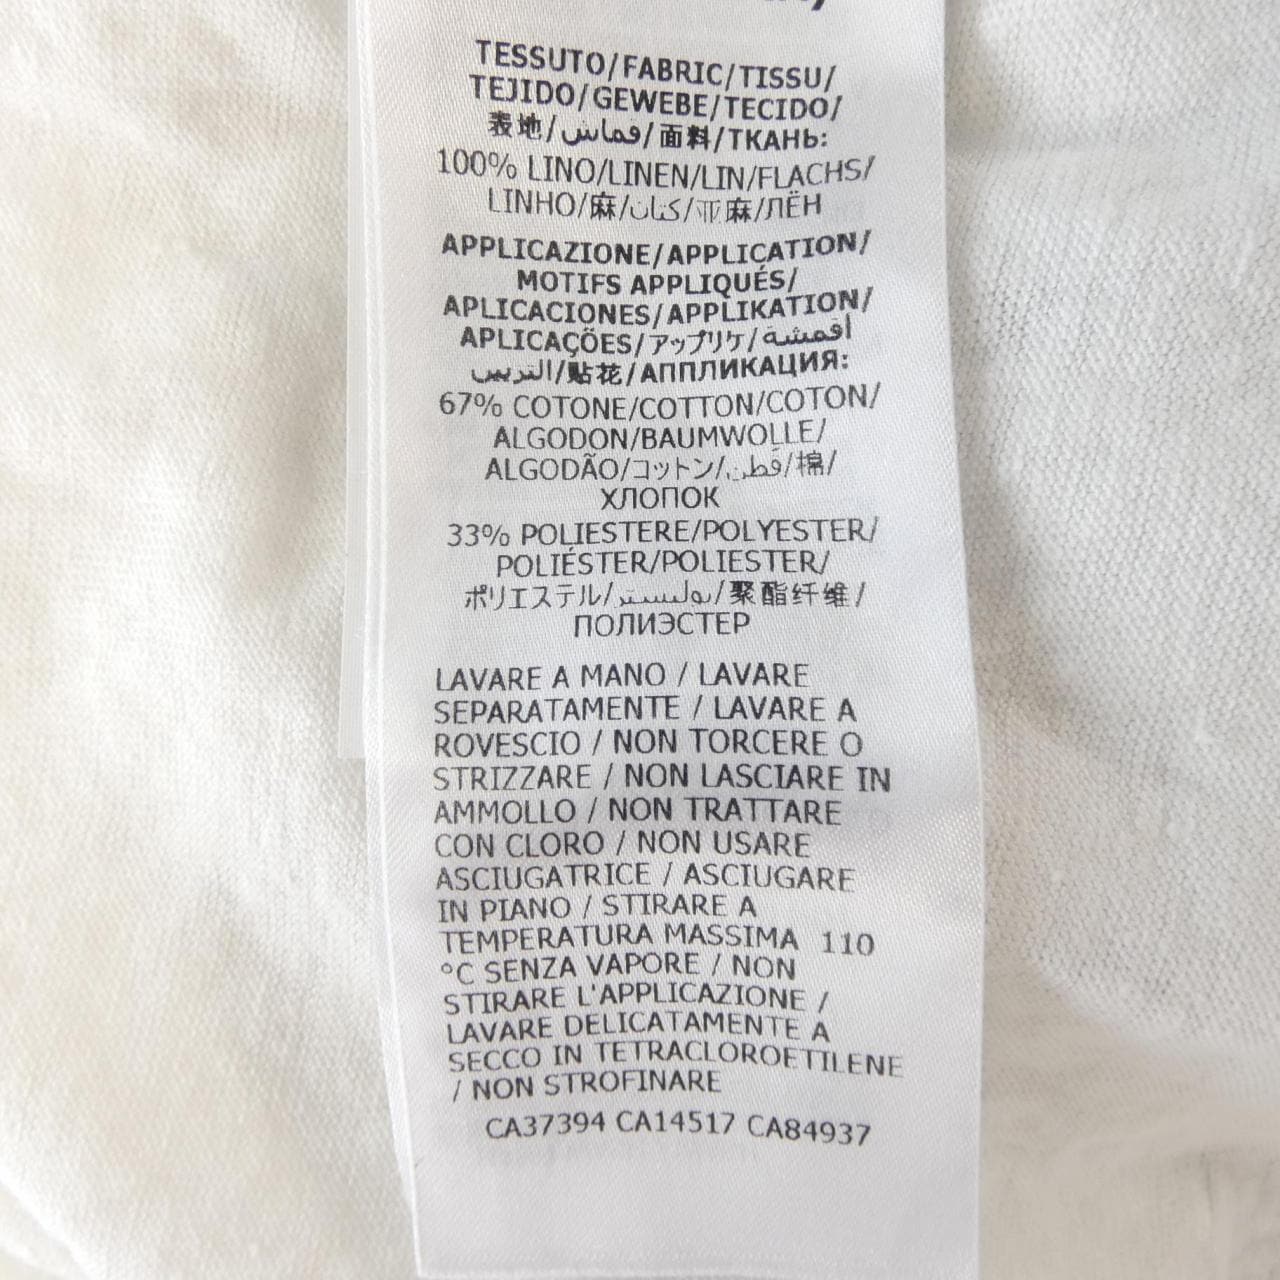 TESSUTO/FABRIC/TISSU/
TEJIDO/GEWEBE/TECIDO/
表地/قماش/面料/ТКАНЬ:
100% LINO/LINEN/LIN/FLACHS/
LINHO/麻/كتان/亚麻/ЛЁН
APPLICAZIONE/APPLICATION/
MOTIFS APPLIQUÉS/
APLICACIONES/APPLIKATION/
APLICAÇÕES/アップリケ/أقمشة
التزيين/贴花/АППЛИКАЦИЯ:
67% COTONE/COTTON/COTON/
ALGODON/BAUMWOLLE/
ALGODÃO/コットン/قطن/棉/
ХЛОПОК
33% POLIESTERE/POLYESTER/
POLIÉSTER/POLIESTER/
ポリエステル/بوليستر/聚酯纤维/
ПОЛИЭСТЕР
LAVARE A MANO / LAVARE
SEPARATAMENTE / LAVARE A
ROVESCIO / NON TORCERE O
STRIZZARE / NON LASCIARE IN
AMMOLLO / NON TRATTARE
CON CLORO / NON USARE
ASCIUGATRICE / ASCIUGARE
IN PIANO / STIRARE A
TEMPERATURA MASSIMA 110
°C SENZA VAPORE / NON
STIRARE L'APPLICAZIONE /
LAVARE DELICATAMENTE A
SECCO IN TETRACLOROETILENE
/ NON STROFINARE
CA37394 CA14517 CA84937